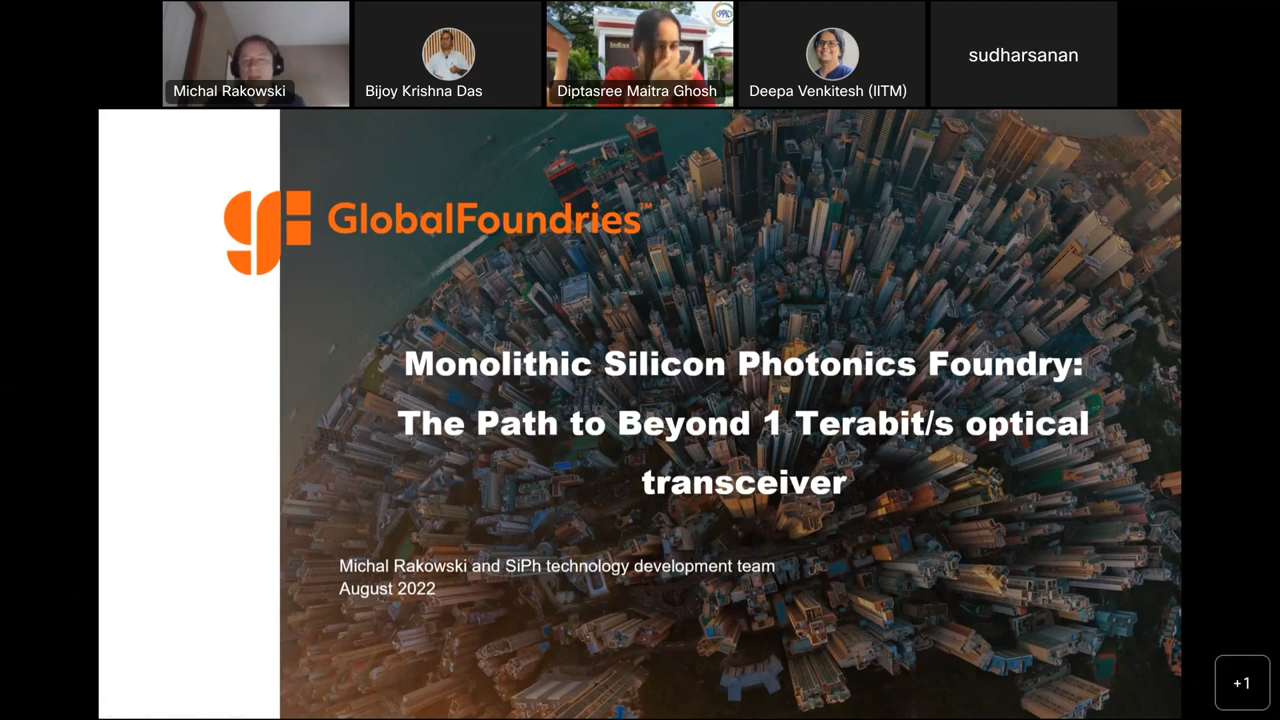 Michal Rakowski
Bijoy Krishna Das
Diptasree Maitra Ghosh
Deepa Venkitesh (IITM)
sudharsanan
GlobalFoundries™
Monolithic Silicon Photonics Foundry:
The Path to Beyond 1 Terabit/s optical
transceiver
Michal Rakowski and SiPh technology development team
August 2022
+1